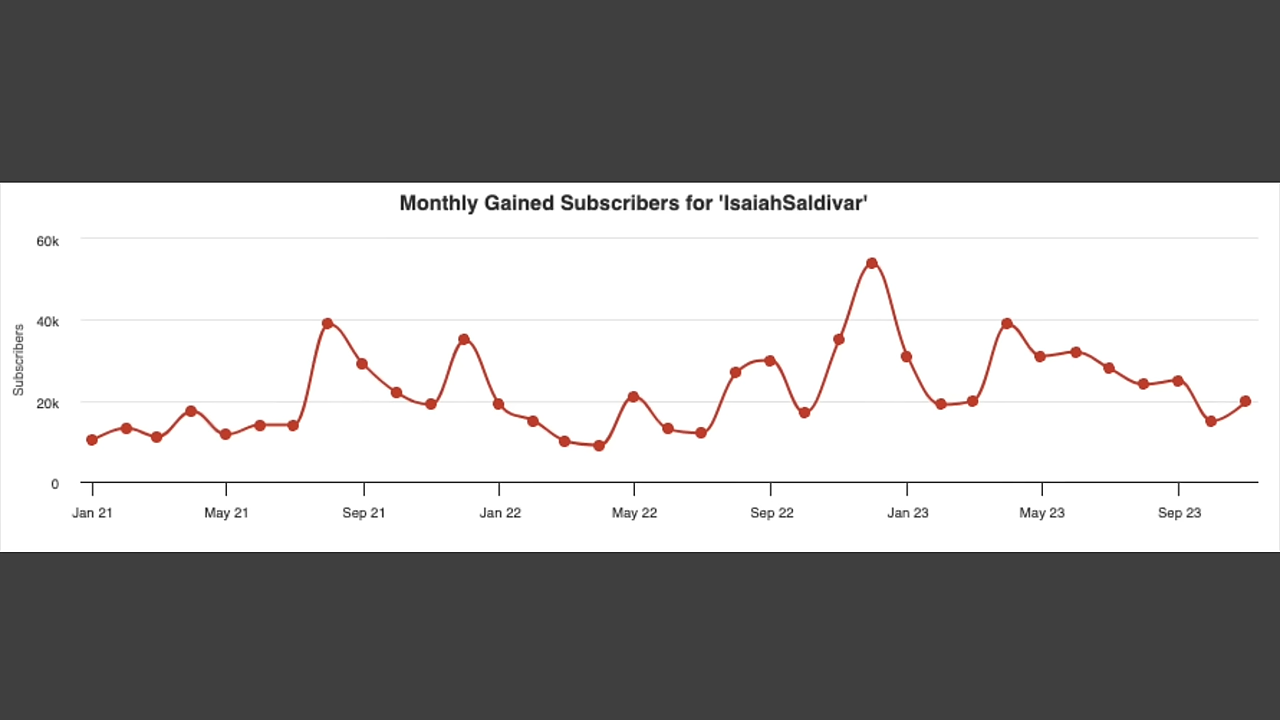 Monthly Gained Subscribers for 'IsaiahSaldivar'
60k
40k
20k
0
Subscribers
Jan 21 May 21 Sep 21 Jan 22 May 22 Sep 22 Jan 23 May 23 Sep 23